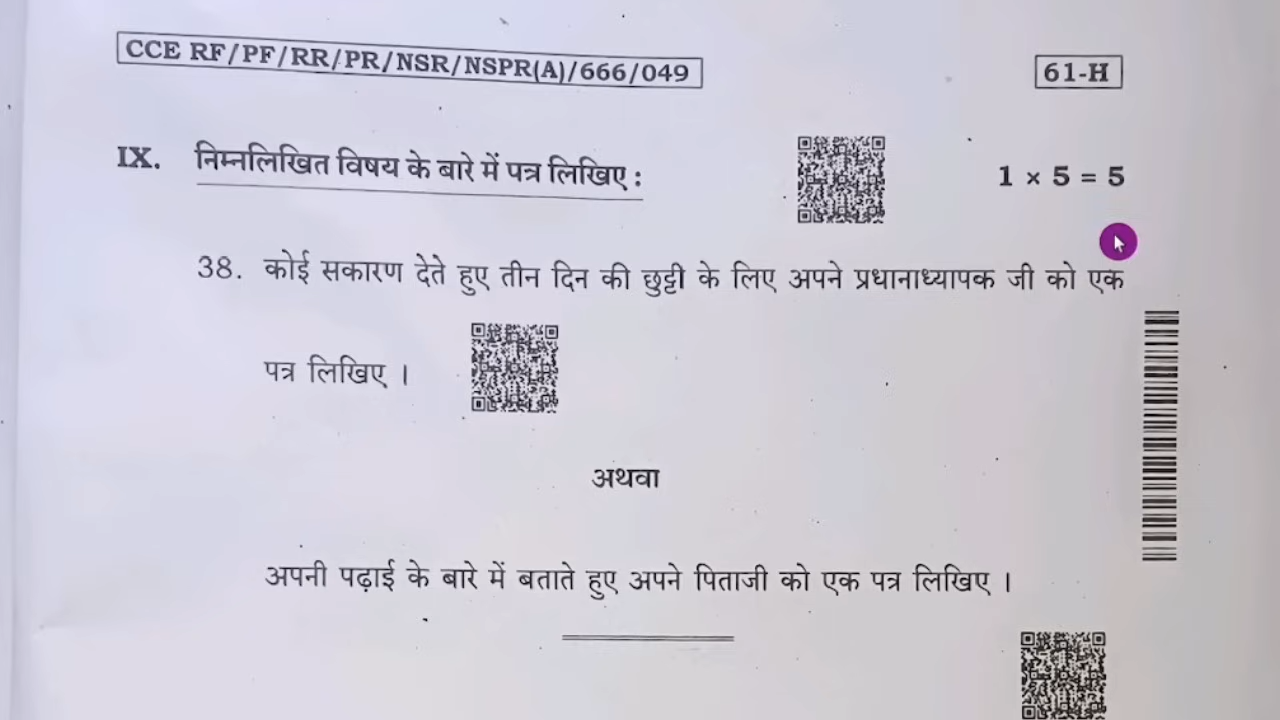 CCE RF/PF/RR/PR/NSR/NSPR(A)/666/049 61-H
IX. निम्नलिखित विषय के बारे में पत्र लिखिए : 1 × 5 = 5
38. कोई सकारण देते हुए तीन दिन की छुट्टी के लिए अपने प्रधानाध्यापक जी को एक
पत्र लिखिए ।
अथवा
अपनी पढ़ाई के बारे में बताते हुए अपने पिताजी को एक पत्र लिखिए ।